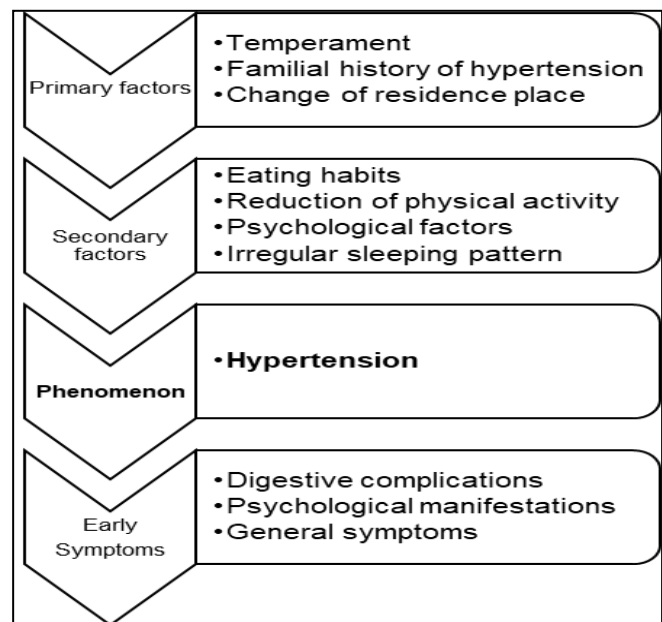 Primary factors
•Temperament
•Familial history of hypertension
•Change of residence place
Secondary
factors
•Eating habits
•Reduction of physical activity
•Psychological factors
•Irregular sleeping pattern
Phenomenon
•Hypertension
Early
Symptoms
•Digestive complications
•Psychological manifestations
•General symptoms